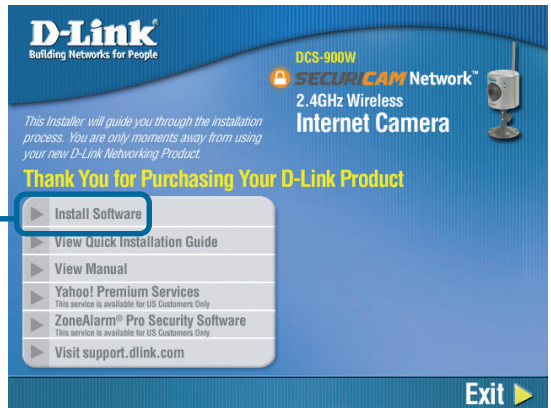 D-Link
Building Networks for People
DCS-900W
SECURICAM Network™
2.4GHz Wireless
Internet Camera
This Installer will guide you through the installation
process. You are only moments away from using
your new D-Link Networking Product.
Thank You for Purchasing Your D-Link Product
Install Software
View Quick Installation Guide
View Manual
Yahoo! Premium Services
This service is available for US Customers Only
ZoneAlarm® Pro Security Software
This service is available for US Customers Only
Visit support.dlink.com
Exit